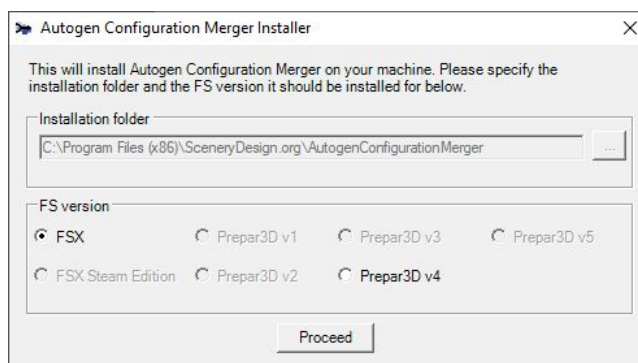 Autogen Configuration Merger Installer
This will install Autogen Configuration Merger on your machine. Please specify the
installation folder and the FS version it should be installed for below.
Installation folder
C:\Program Files (x86)\SceneryDesign.org\AutogenConfigurationMerger
...
FS version
FSX
Prepar3D v1
Prepar3D v3
Prepar3D v5
FSX Steam Edition
Prepar3D v2
Prepar3D v4
Proceed